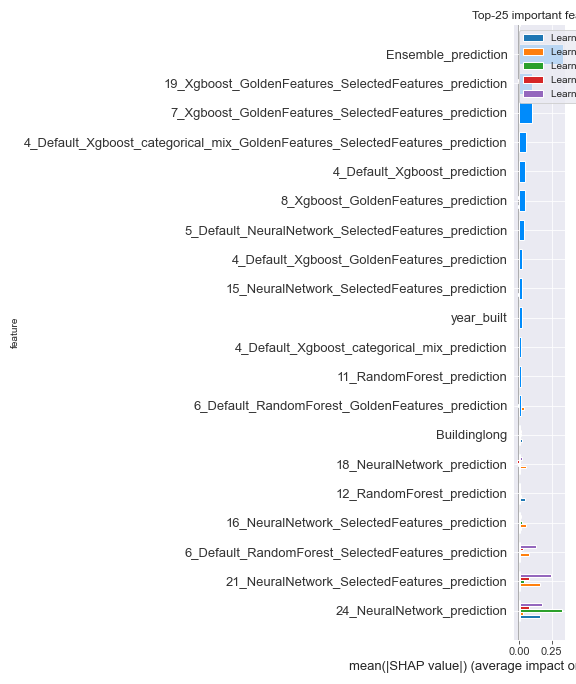 Top-25 important fea
Learn
Learn
Learn
Learn
Learn
Ensemble_prediction
19_Xgboost_GoldenFeatures_SelectedFeatures_prediction
7_Xgboost_GoldenFeatures_SelectedFeatures_prediction
4_Default_Xgboost_categorical_mix_GoldenFeatures_SelectedFeatures_prediction
4_Default_Xgboost_prediction
8_Xgboost_GoldenFeatures_prediction
5_Default_NeuralNetwork_SelectedFeatures_prediction
4_Default_Xgboost_GoldenFeatures_prediction
15_NeuralNetwork_SelectedFeatures_prediction
year_built
4_Default_Xgboost_categorical_mix_prediction
11_RandomForest_prediction
6_Default_RandomForest_GoldenFeatures_prediction
Buildinglong
18_NeuralNetwork_prediction
12_RandomForest_prediction
16_NeuralNetwork_SelectedFeatures_prediction
6_Default_RandomForest_SelectedFeatures_prediction
21_NeuralNetwork_SelectedFeatures_prediction
24_NeuralNetwork_prediction
feature
0.00 0.25
mean(|SHAP value|) (average impact o